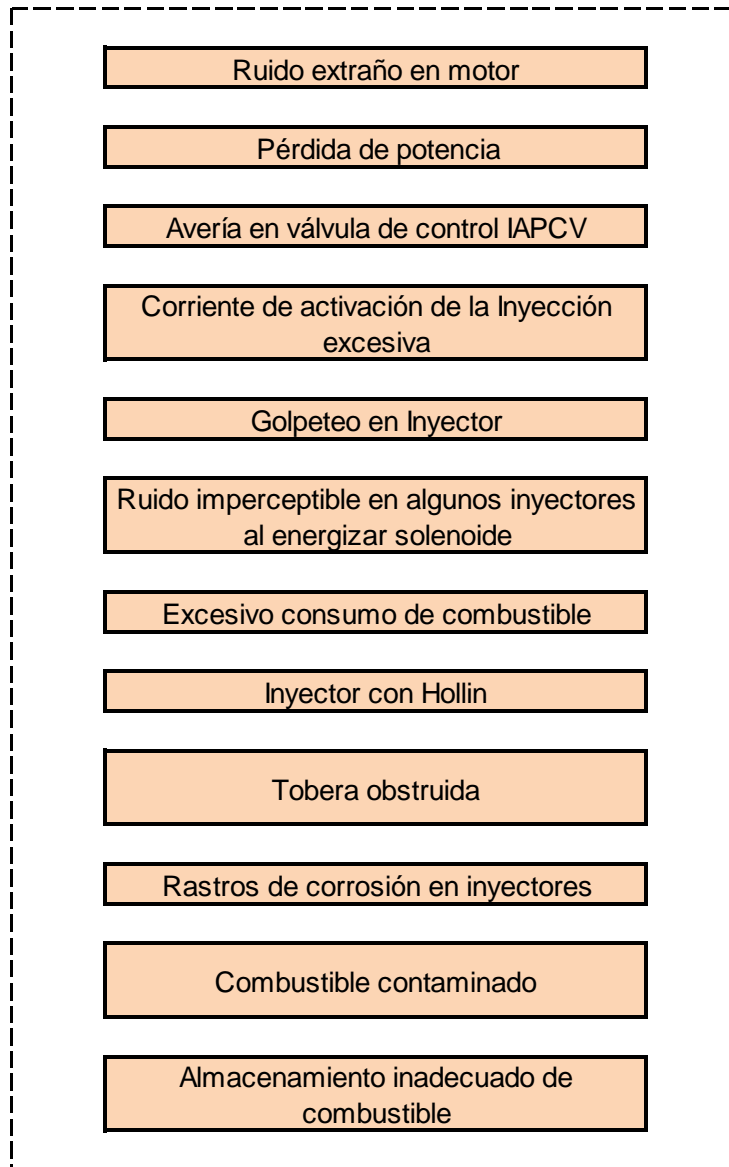 Ruido extraño en motor
Pérdida de potencia
Avería en válvula de control IAPCV
Corriente de activación de la Inyección
excesiva
Golpeteo en Inyector
Ruido imperceptible en algunos inyectores
al energizar solenoide
Excesivo consumo de combustible
Inyector con Hollin
Tobera obstruida
Rastros de corrosión en inyectores
Combustible contaminado
Almacenamiento inadecuado de
combustible